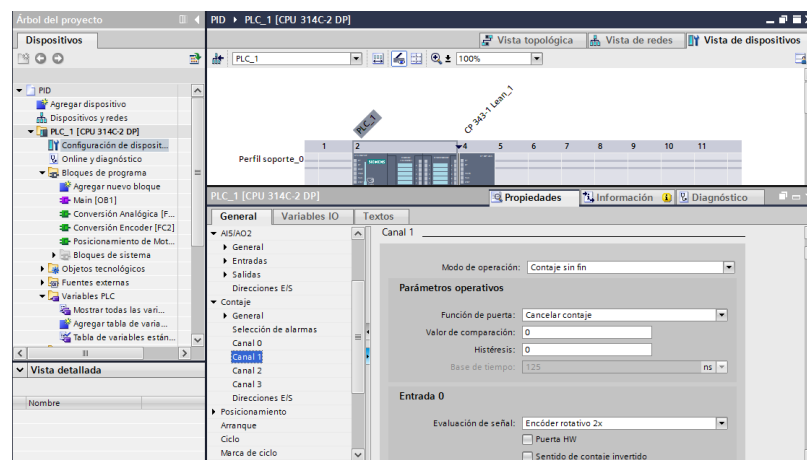 Árbol del proyecto
PID PLC_1 [CPU 314C-2 DP]
Dispositivos
Vista topológica
Vista de redes
Vista de dispositivos
PLC_1
100%
PID
Agregar dispositivo
Dispositivos y redes
PLC_1 [CPU 314C-2 DP]
Configuración de disposit...
Online y diagnóstico
Bloques de programa
Agregar nuevo bloque
Main [OB1]
Conversión Analógica [F...
Conversión Encoder [FC2]
Posicionamiento de Mot...
Bloques de sistema
Objetos tecnológicos
Fuentes externas
Variables PLC
Mostrar todas las vari...
Agregar tabla de varia...
Tabla de variables están...
Vista detallada
Nombre
PLC_1
CP 343-1 Lean_1
1 2 4 5 6 7 8 9 10 11
Perfil soporte_0
SIEMENS
PLC_1 [CPU 314C-2 DP]
Propiedades
Información
Diagnóstico
General
Variables IO
Textos
AI5/AO2
General
Entradas
Salidas
Direcciones E/S
Contaje
General
Selección de alarmas
Canal 0
Canal 1
Canal 2
Canal 3
Direcciones E/S
Posicionamiento
Arranque
Ciclo
Marca de ciclo
Canal 1
Modo de operación: Contaje sin fin
Parámetros operativos
Función de puerta: Cancelar contaje
Valor de comparación: 0
Histéresis: 0
Base de tiempo: 125 ns
Entrada 0
Evaluación de señal: Encóder rotativo 2x
Puerta HW
Sentido de contaje invertido